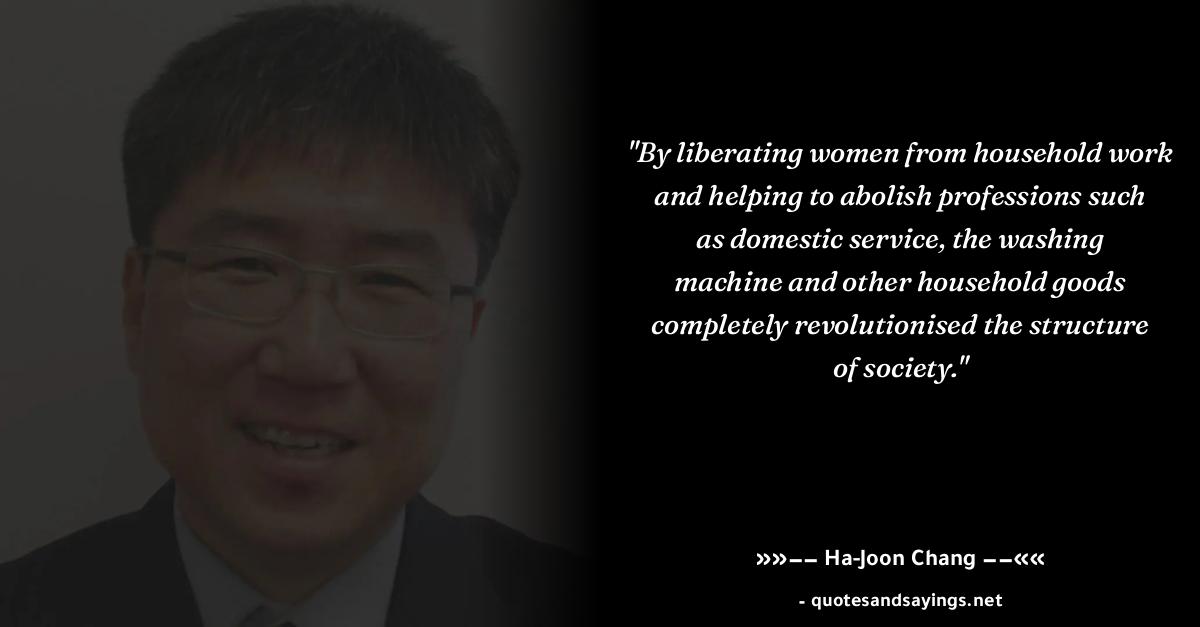 "By liberating women from household work
and helping to abolish professions such
as domestic service, the washing
machine and other household goods
completely revolutionised the structure
of society."
»»–– Ha-Joon Chang ––««
- quotesandsayings.net